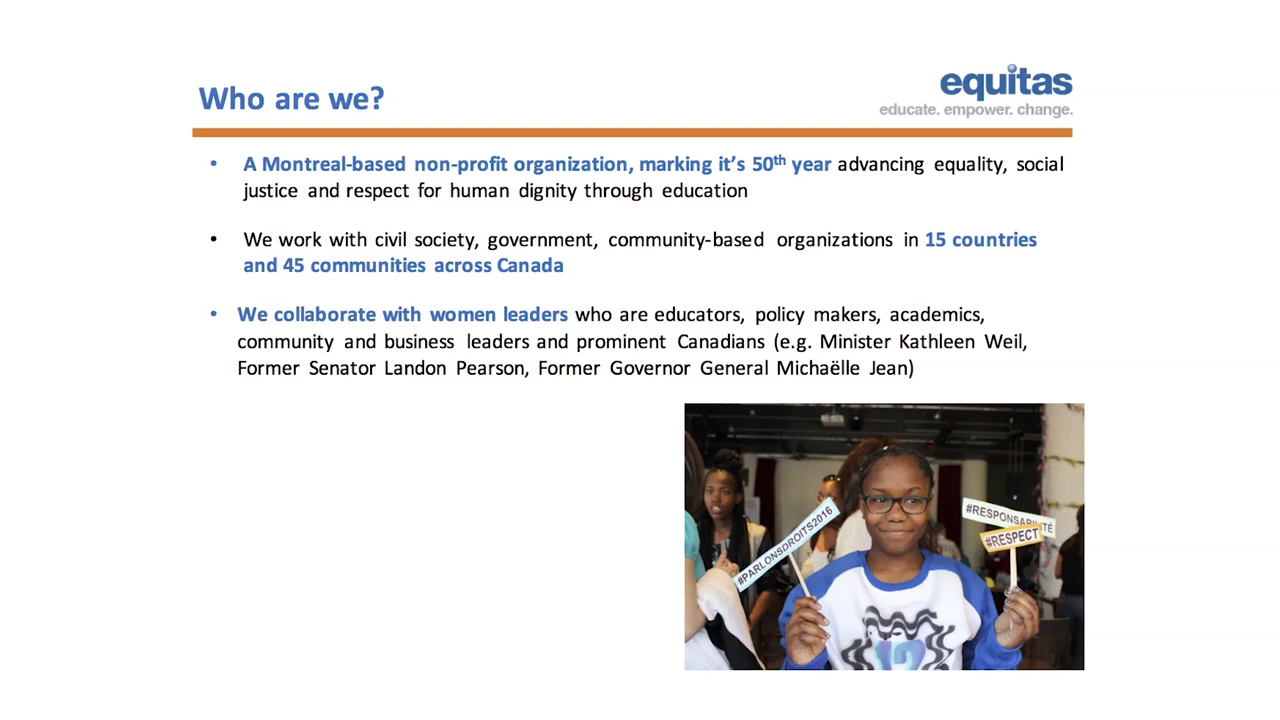 Who are we?
equitas
educate. empower. change.
• A Montreal-based non-profit organization, marking it's 50th year advancing equality, social
justice and respect for human dignity through education
• We work with civil society, government, community-based organizations in 15 countries
and 45 communities across Canada
• We collaborate with women leaders who are educators, policy makers, academics,
community and business leaders and prominent Canadians (e.g. Minister Kathleen Weil,
Former Senator Landon Pearson, Former Governor General Michaëlle Jean)
#PARLONSDROITS2016
#RESPONSABILITÉ
#RESPECT
12